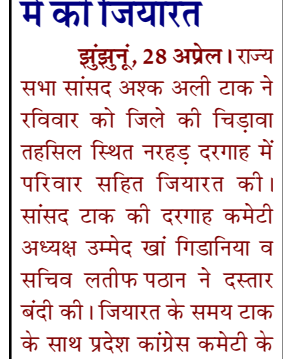 में की जियारत
झुंझुनूं, 28 अप्रेल। राज्य
सभा सांसद अश्क अली टाक ने
रविवार को जिले की चिड़ावा
तहसिल स्थित नरहड़ दरगाह में
परिवार सहित जियारत की।
सांसद टाक की दरगाह कमेटी
अध्यक्ष उम्मेद खां गिडानिया व
सचिव लतीफ पठान ने दस्तार
बंदी की। जियारत के समय टाक
के साथ प्रदेश कांग्रेस कमेटी के